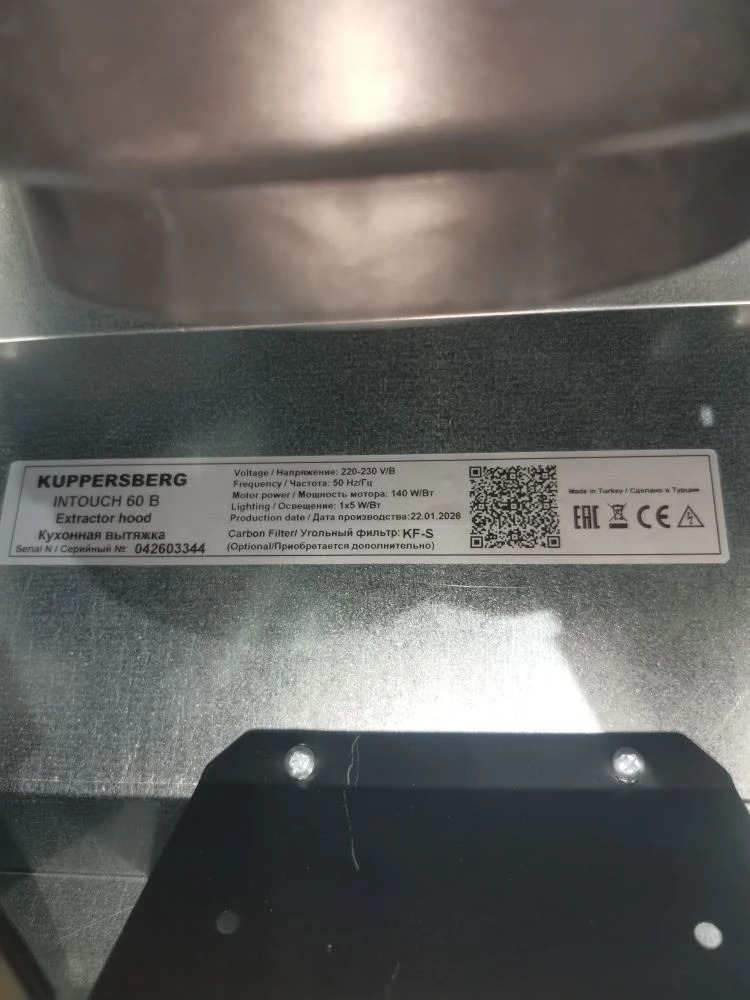 KUPPERSBERG
INTOUCH 60 B
Extractor hood
Кухонная вытяжка
Serial N / Серийный №: 042603344
Voltage / Напряжение: 220-230 V/В
Frequency / Частота: 50 Hz/Гц
Motor power / Мощность мотора: 140 W/Вт
Lighting / Освещение: 1x5 W/Вт
Production date / Дата производства:22.01.2026
Carbon Filter/ Угольный фильтр: KF-S
(Optional/Приобретается дополнительно)
Made in Turkey / Сделано в Турции
EAC
CE